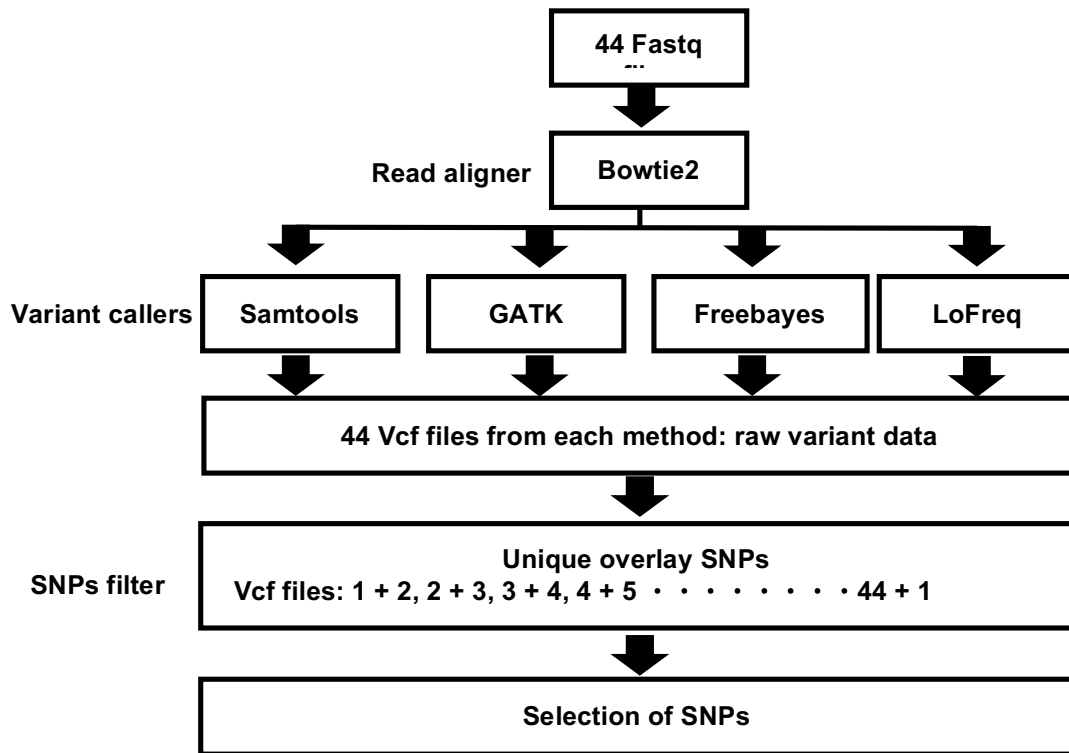 44 Fastq
Read aligner
Bowtie2
Variant callers
Samtools
GATK
Freebayes
LoFreq
44 Vcf files from each method: raw variant data
SNPs filter
Unique overlay SNPs
Vcf files: 1 + 2, 2 + 3, 3 + 4, 4 + 5 ・・・・・・・・ 44 + 1
Selection of SNPs